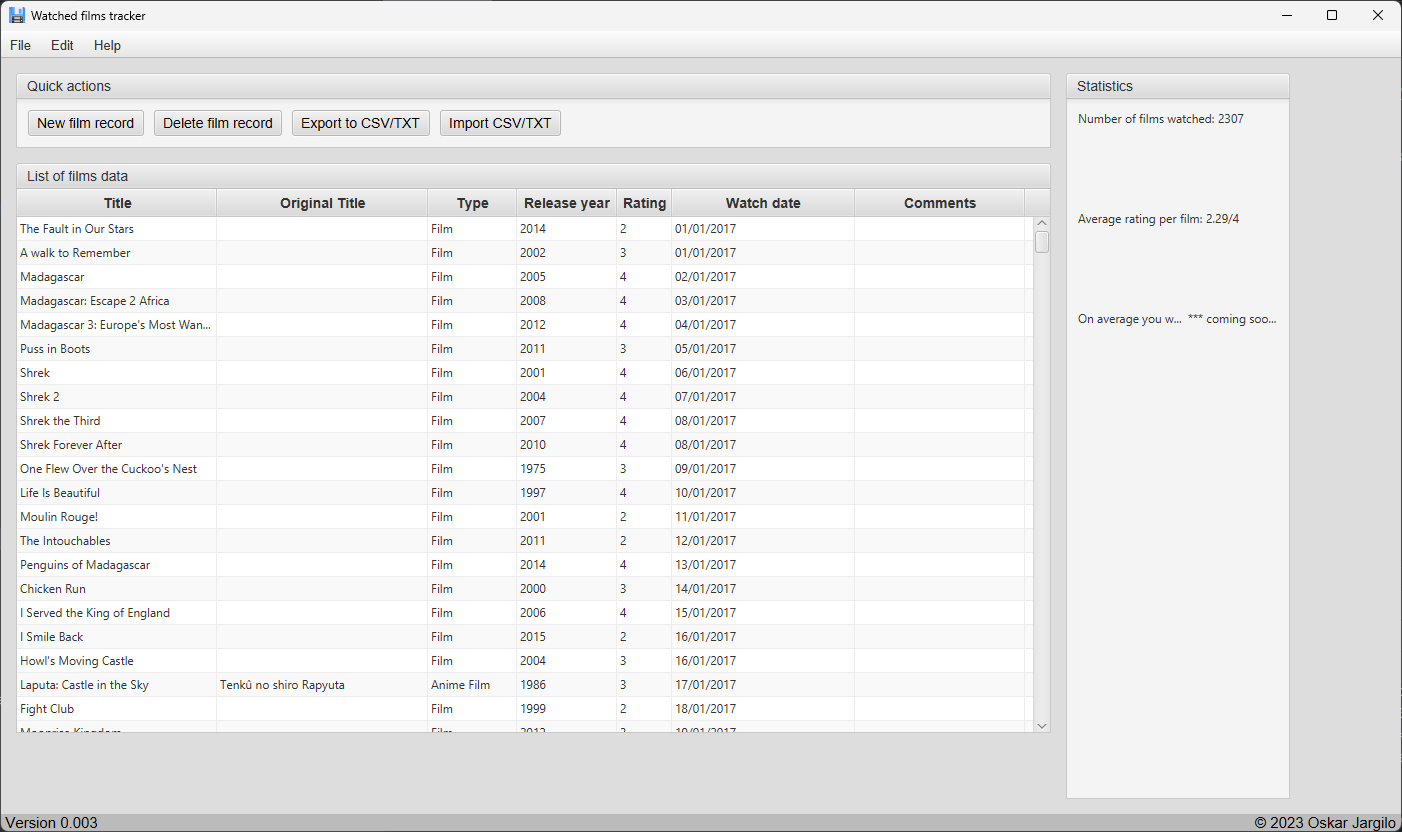 Watched films tracker
File Edit Help
Quick actions
New film record Delete film record Export to CSV/TXT Import CSV/TXT
List of films data
Title Original Title Type Release year Rating Watch date Comments
The Fault in Our Stars Film 2014 2 01/01/2017
A walk to Remember Film 2002 3 01/01/2017
Madagascar Film 2005 4 02/01/2017
Madagascar: Escape 2 Africa Film 2008 4 03/01/2017
Madagascar 3: Europe's Most Wan... Film 2012 4 04/01/2017
Puss in Boots Film 2011 3 05/01/2017
Shrek Film 2001 4 06/01/2017
Shrek 2 Film 2004 4 07/01/2017
Shrek the Third Film 2007 4 08/01/2017
Shrek Forever After Film 2010 4 08/01/2017
One Flew Over the Cuckoo's Nest Film 1975 3 09/01/2017
Life Is Beautiful Film 1997 4 10/01/2017
Moulin Rouge! Film 2001 2 11/01/2017
The Intouchables Film 2011 2 12/01/2017
Penguins of Madagascar Film 2014 4 13/01/2017
Chicken Run Film 2000 3 14/01/2017
I Served the King of England Film 2006 4 15/01/2017
I Smile Back Film 2015 2 16/01/2017
Howl's Moving Castle Film 2004 3 16/01/2017
Laputa: Castle in the Sky Tenkû no shiro Rapyuta Anime Film 1986 3 17/01/2017
Fight Club Film 1999 2 18/01/2017
Moonrise Kingdom Film 2012
Statistics
Number of films watched: 2307
Average rating per film: 2.29/4
On average you w... *** coming soo...
Version 0.003
© 2023 Oskar Jargilo